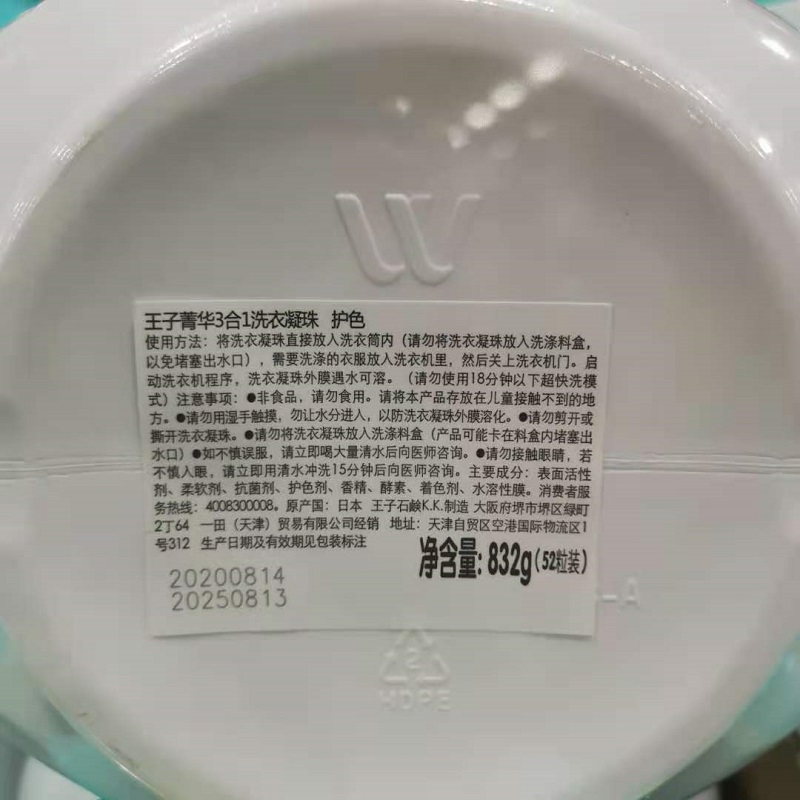 W
王子菁华3合1洗衣凝珠 护色
使用方法：将洗衣凝珠直接放入洗衣筒内（请勿将洗衣凝珠放入洗涤料盒，
以免堵塞出水口），需要洗涤的衣服放入洗衣机里，然后关上洗衣机门。启
动洗衣机程序，洗衣凝珠外膜遇水可溶。（请勿使用18分钟以下超快洗模
式）注意事项：●非食品，请勿食用。请将本产品存放在儿童接触不到的地
方。●请勿用湿手触摸，勿让水分进入，以防洗衣凝珠外膜溶化。●请勿剪开或
撕开洗衣凝珠。●请勿将洗衣凝珠放入洗涤料盒（产品可能卡在料盒内堵塞出
水口）●如不慎误服，请立即喝大量清水后向医师咨询。●请勿接触眼睛，若
不慎入眼，请立即用清水冲洗15分钟后向医师咨询。主要成分：表面活性
剂、柔软剂、抗菌剂、护色剂、香精、酵素、着色剂、水溶性膜。消费者服
务热线：4008300008。原产国：日本 王子石鹸K.K.制造 大阪府堺市堺区緑町
2丁64 一田（天津）贸易有限公司经销 地址：天津自贸区空港国际物流区1
号312 生产日期及有效期见包装标注
净含量：832g（52粒装）
20200814
20250813
-A
2
HDPE